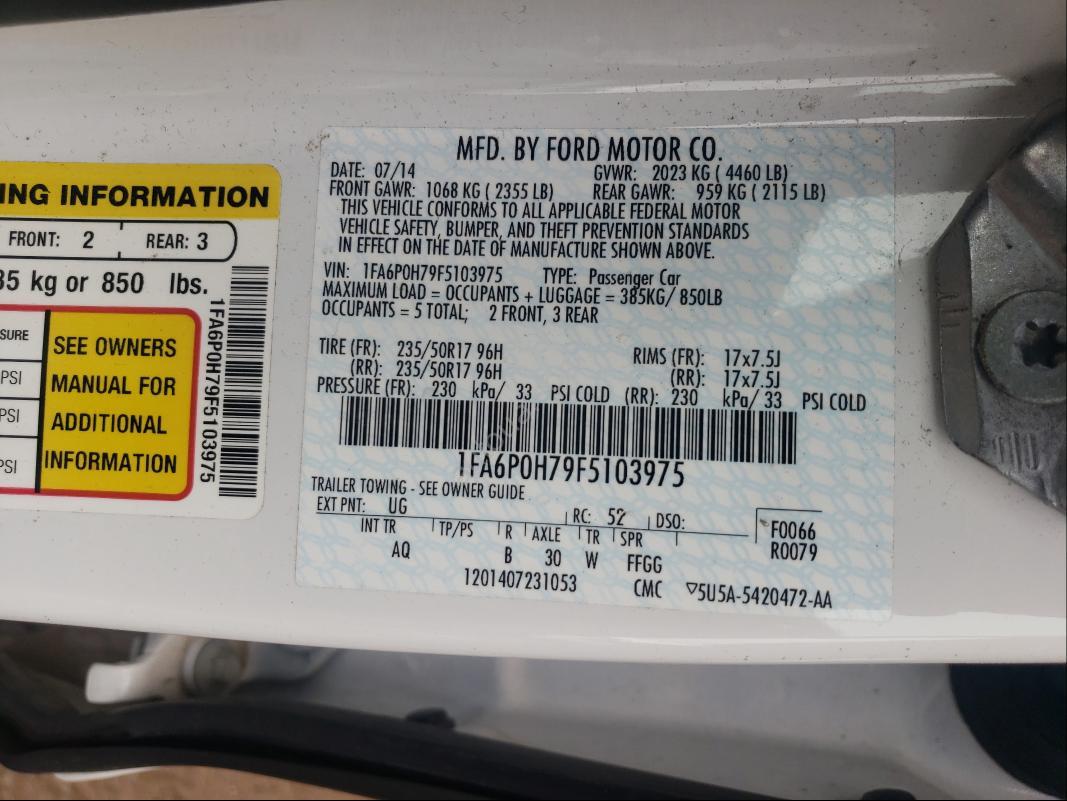 NG INFORMATION
FRONT: 2 REAR: 3
85 kg or 850 lbs.
SURE
PSI
PSI
PSI
SEE OWNERS
MANUAL FOR
ADDITIONAL
INFORMATION
1FA6P0H79F5103975
MFD. BY FORD MOTOR CO.
DATE: 07/14 GVWR: 2023 KG ( 4460 LB)
FRONT GAWR: 1068 KG ( 2355 LB) REAR GAWR: 959 KG ( 2115 LB)
THIS VEHICLE CONFORMS TO ALL APPLICABLE FEDERAL MOTOR
VEHICLE SAFETY, BUMPER, AND THEFT PREVENTION STANDARDS
IN EFFECT ON THE DATE OF MANUFACTURE SHOWN ABOVE.
VIN: 1FA6P0H79F5103975 TYPE: Passenger Car
MAXIMUM LOAD = OCCUPANTS + LUGGAGE = 385KG/ 850LB
OCCUPANTS = 5 TOTAL; 2 FRONT, 3 REAR
TIRE (FR): 235/50R17 96H RIMS (FR): 17x7.5J
(RR): 235/50R17 96H (RR): 17x7.5J
PRESSURE (FR): 230 kPa/ 33 PSI COLD (RR): 230 kPa/ 33 PSI COLD
1FA6P0H79F5103975
TRAILER TOWING - SEE OWNER GUIDE
EXT PNT: UG RC: 52 DSO: F0066
INT TR TP/PS R AXLE TR SPR R0079
AQ B 30 W FFGG
1201407231053 CMC ▽5U5A-5420472-AA